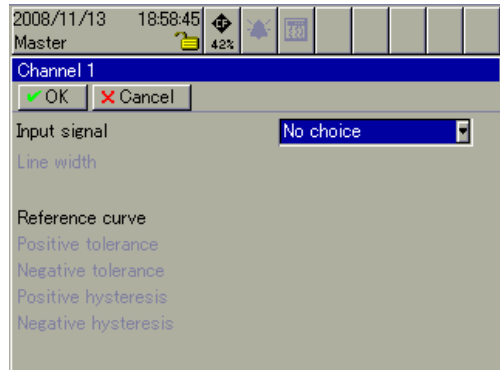 2008/11/13 18:58:45
Master
CF
42%
Channel 1
OK Cancel
Input signal No choice
Line width
Reference curve
Positive tolerance
Negative tolerance
Positive hysteresis
Negative hysteresis